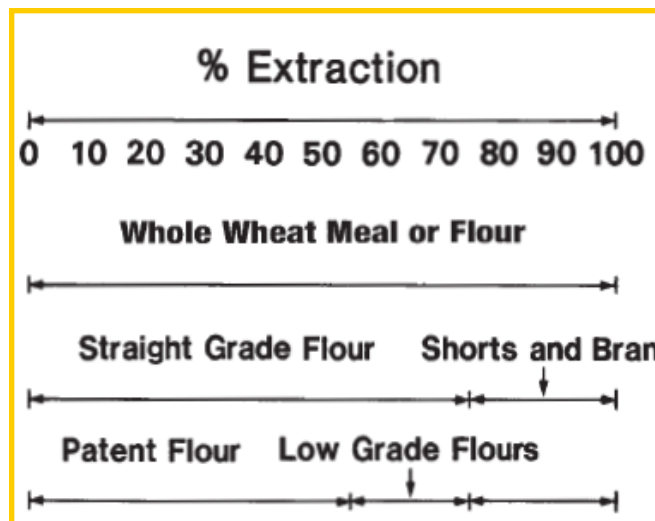 % Extraction
0 10 20 30 40 50 60 70 80 90 100
Whole Wheat Meal or Flour
Straight Grade Flour Shorts and Bran
Patent Flour Low Grade Flours